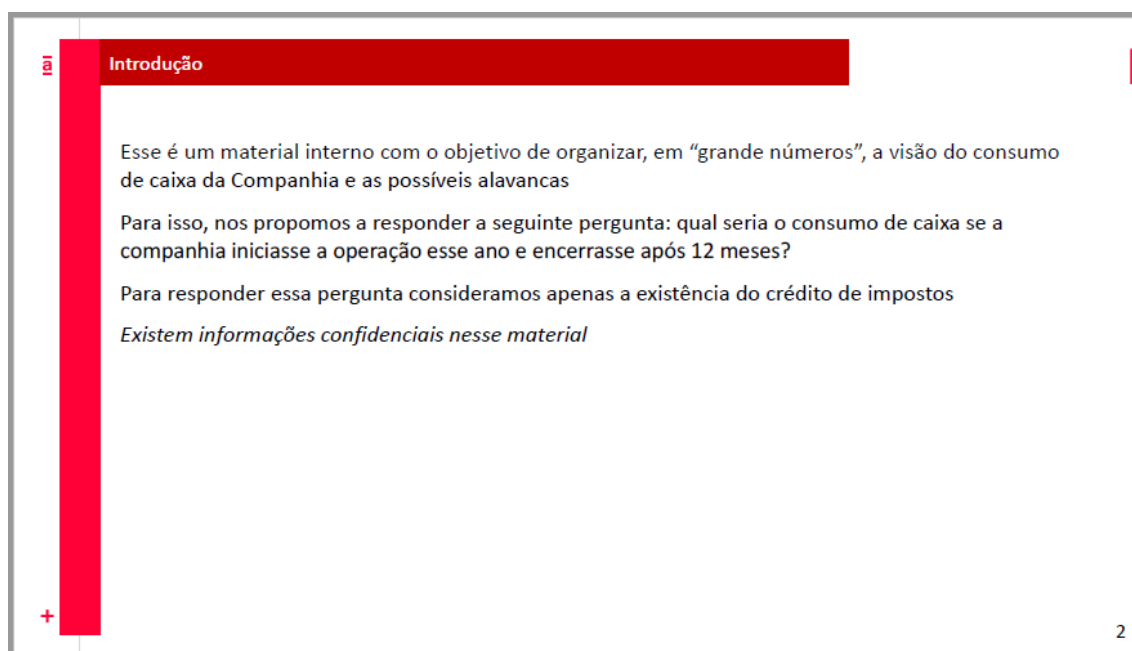 Introdução
Esse é um material interno com o objetivo de organizar, em “grande números”, a visão do consumo
de caixa da Companhia e as possíveis alavancas
Para isso, nos propomos a responder a seguinte pergunta: qual seria o consumo de caixa se a
companhia iniciasse a operação esse ano e encerrasse após 12 meses?
Para responder essa pergunta consideramos apenas a existência do crédito de impostos
Existem informações confidenciais nesse material
+
2